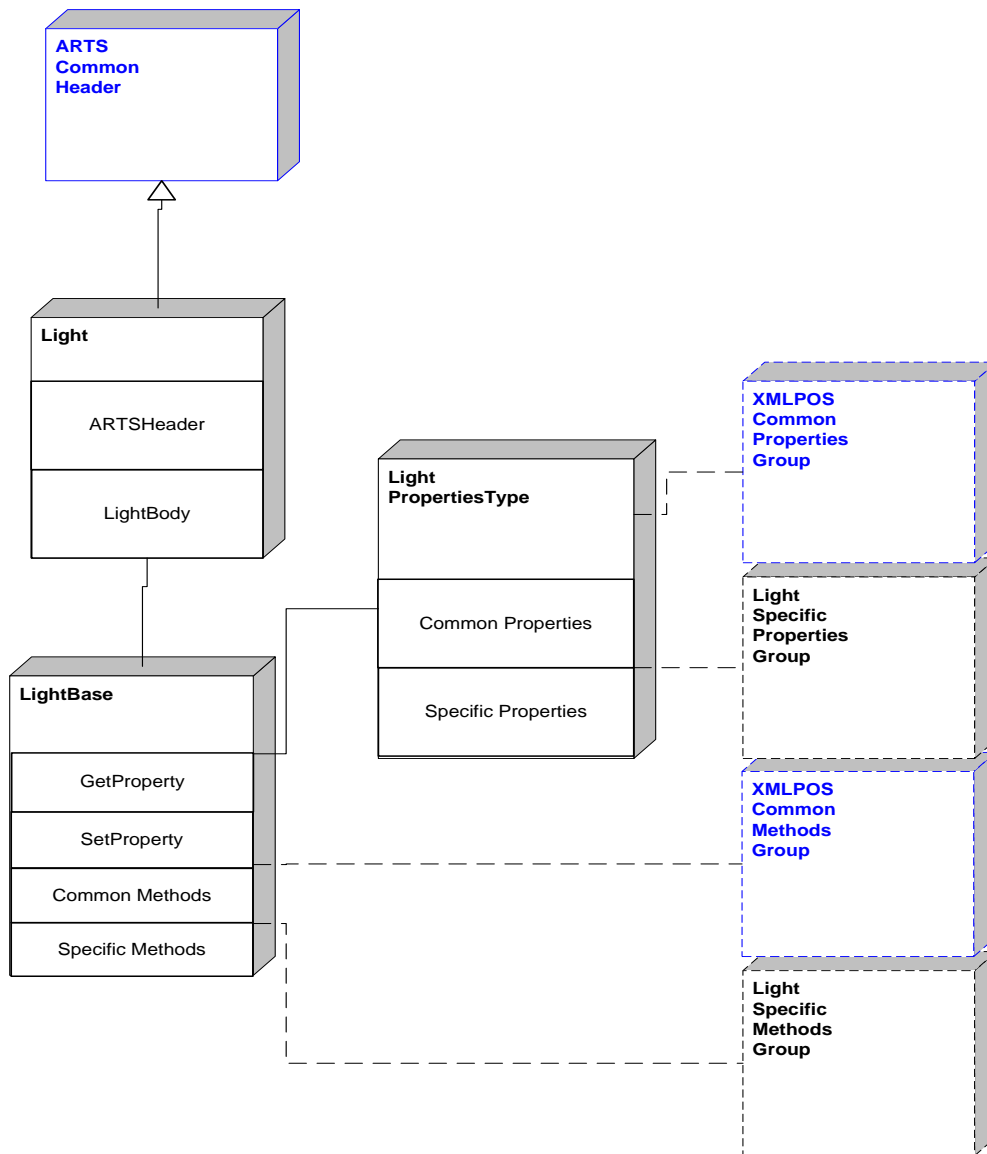 ARTS
Common
Header
Light
ARTSHeader
LightBody
Light
PropertiesType
Common Properties
Specific Properties
XMLPOS
Common
Properties
Group
Light
Specific
Properties
Group
LightBase
GetProperty
SetProperty
Common Methods
Specific Methods
XMLPOS
Common
Methods
Group
Light
Specific
Methods
Group